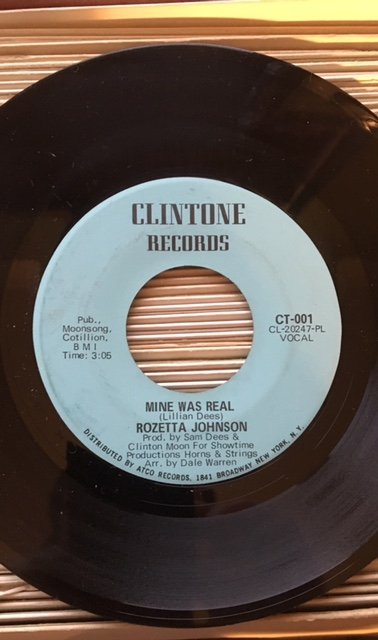 CLINTONE
RECORDS
Pub.,
Moonsong,
Cotillion,
B M I
Time: 3:05
CT-001
CL-20247-PL
VOCAL
MINE WAS REAL
(Lillian Dees)
ROZETTA JOHNSON
Prod. by Sam Dees &
Clinton Moon For Showtime
Productions Horns & Strings
Arr. by Dale Warren
DISTRIBUTED BY ATCO RECORDS, 1841 BROADWAY NEW YORK, N.Y.